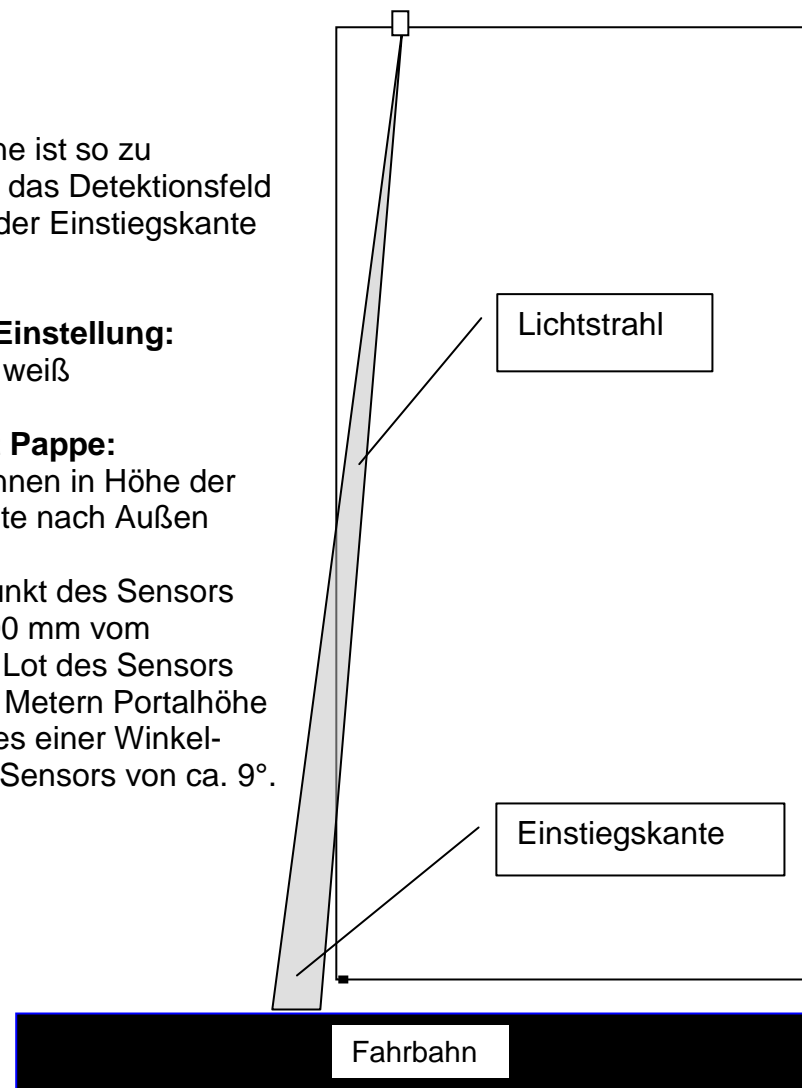 ne ist so zu
das Detektionsfeld
der Einstiegskante
Einstellung:
weiß
Pappe:
nnen in Höhe der
te nach Außen
unkt des Sensors
0 mm vom
Lot des Sensors
Metern Portalhöhe
es einer Winkel-
Sensors von ca. 9°.
Lichtstrahl
Einstiegskante
Fahrbahn